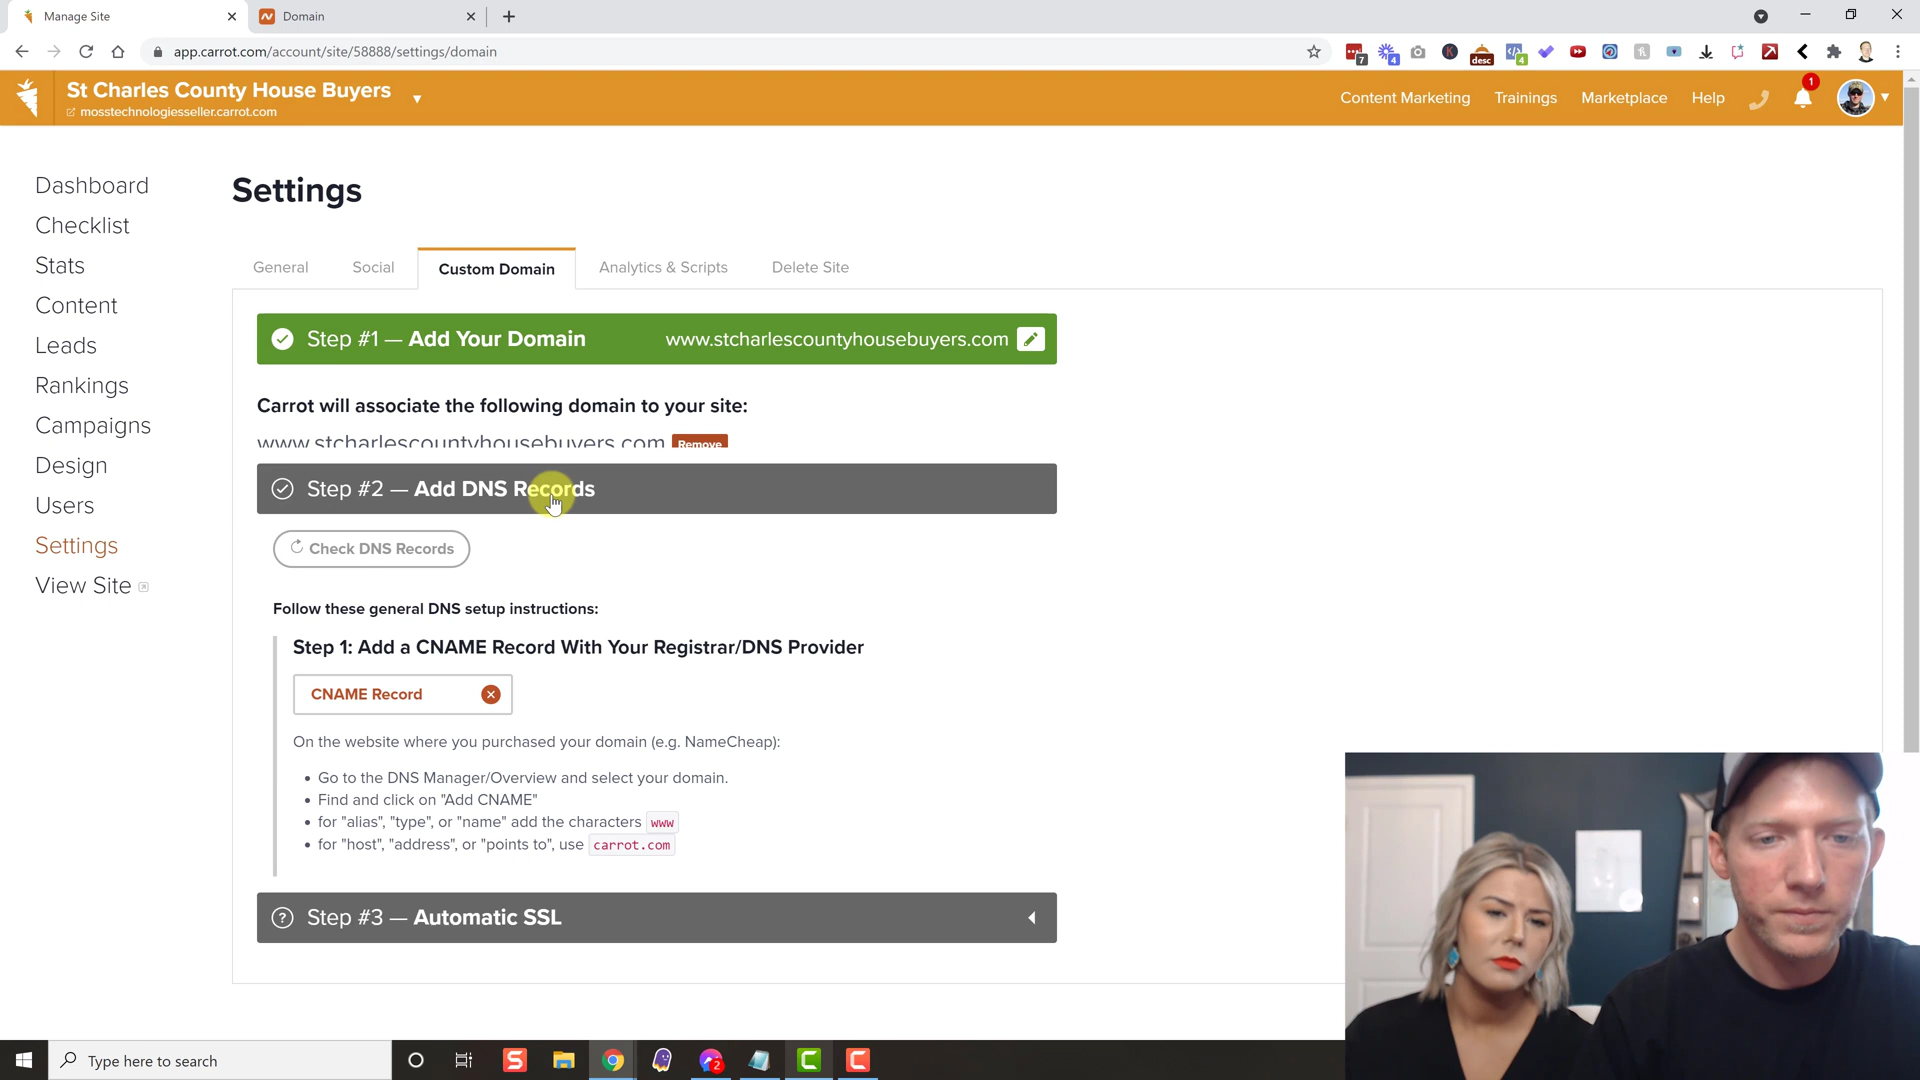 Manage Site
Domain
app.carrot.com/account/site/58888/settings/domain
7
4
desc
4
St Charles County House Buyers
mosstechnologiesseller.carrot.com
Content Marketing
Trainings
Marketplace
Help
1
Dashboard
Checklist
Stats
Content
Leads
Rankings
Campaigns
Design
Users
Settings
View Site
Settings
General
Social
Custom Domain
Analytics & Scripts
Delete Site
Step #1 — Add Your Domain
www.stcharlescountyhousebuyers.com
Carrot will associate the following domain to your site:
www.stcharlescountyhousebuyers.com Remove
Step #2 — Add DNS Records
Check DNS Records
Follow these general DNS setup instructions:
Step 1: Add a CNAME Record With Your Registrar/DNS Provider
CNAME Record
On the website where you purchased your domain (e.g. NameCheap):
• Go to the DNS Manager/Overview and select your domain.
• Find and click on "Add CNAME"
• for "alias", "type", or "name" add the characters www
• for "host", "address", or "points to", use carrot.com
Step #3 — Automatic SSL
Type here to search
2